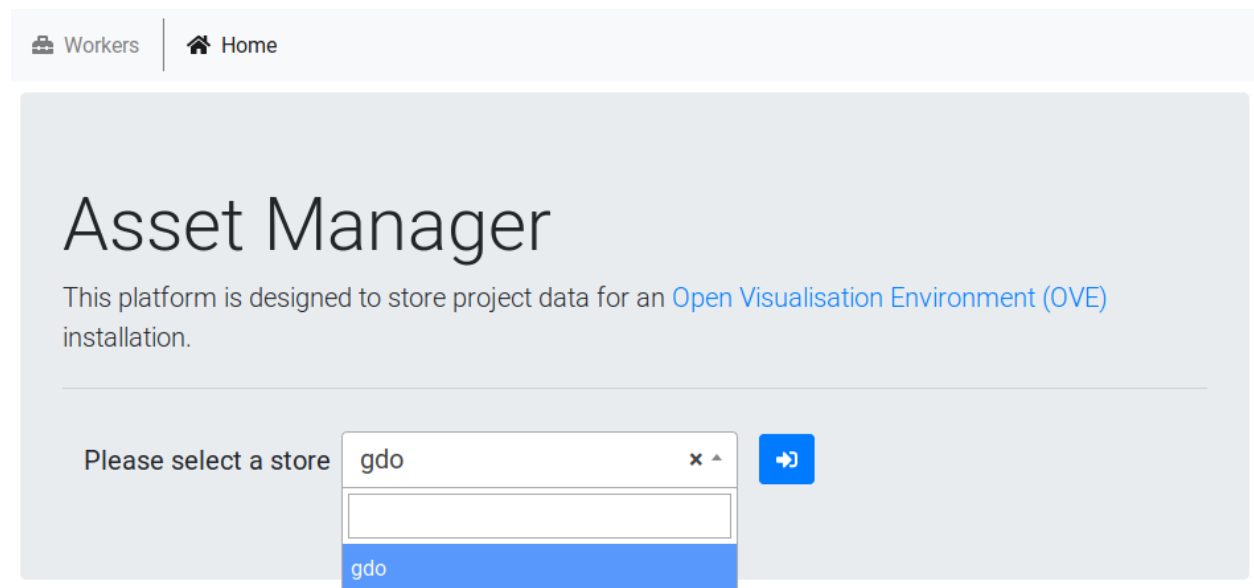 Workers Home
Asset Manager
This platform is designed to store project data for an Open Visualisation Environment (OVE)
installation.
Please select a store gdo ×
gdo